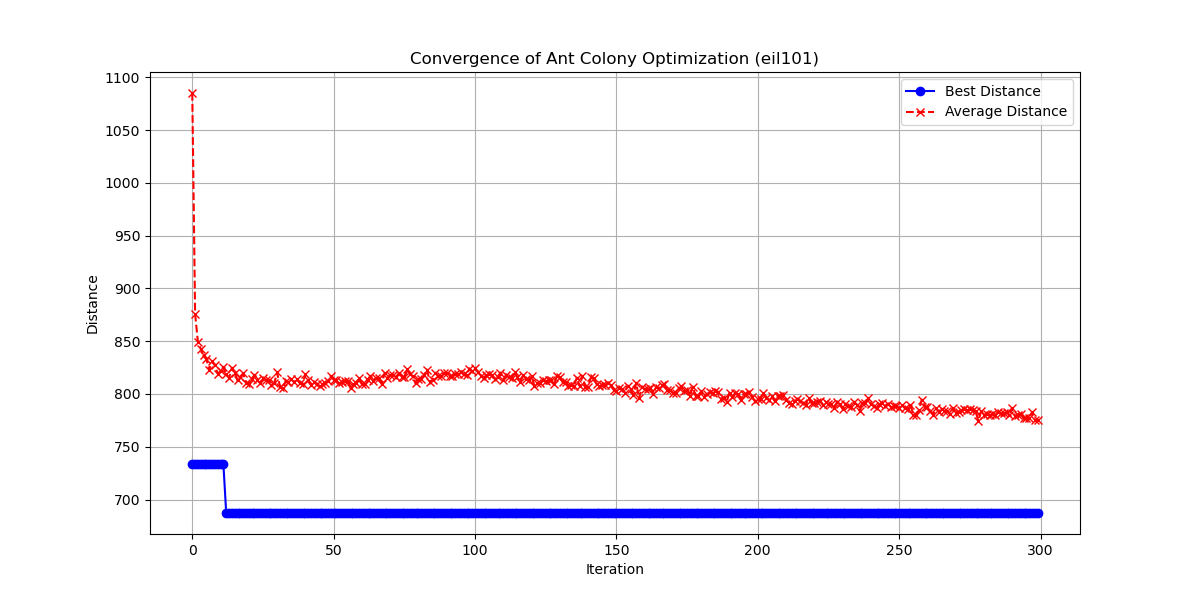 Convergence of Ant Colony Optimization (eil101)
Best Distance
Average Distance
1100
1050
1000
950
900
850
800
750
700
Distance
0 50 100 150 200 250 300
Iteration